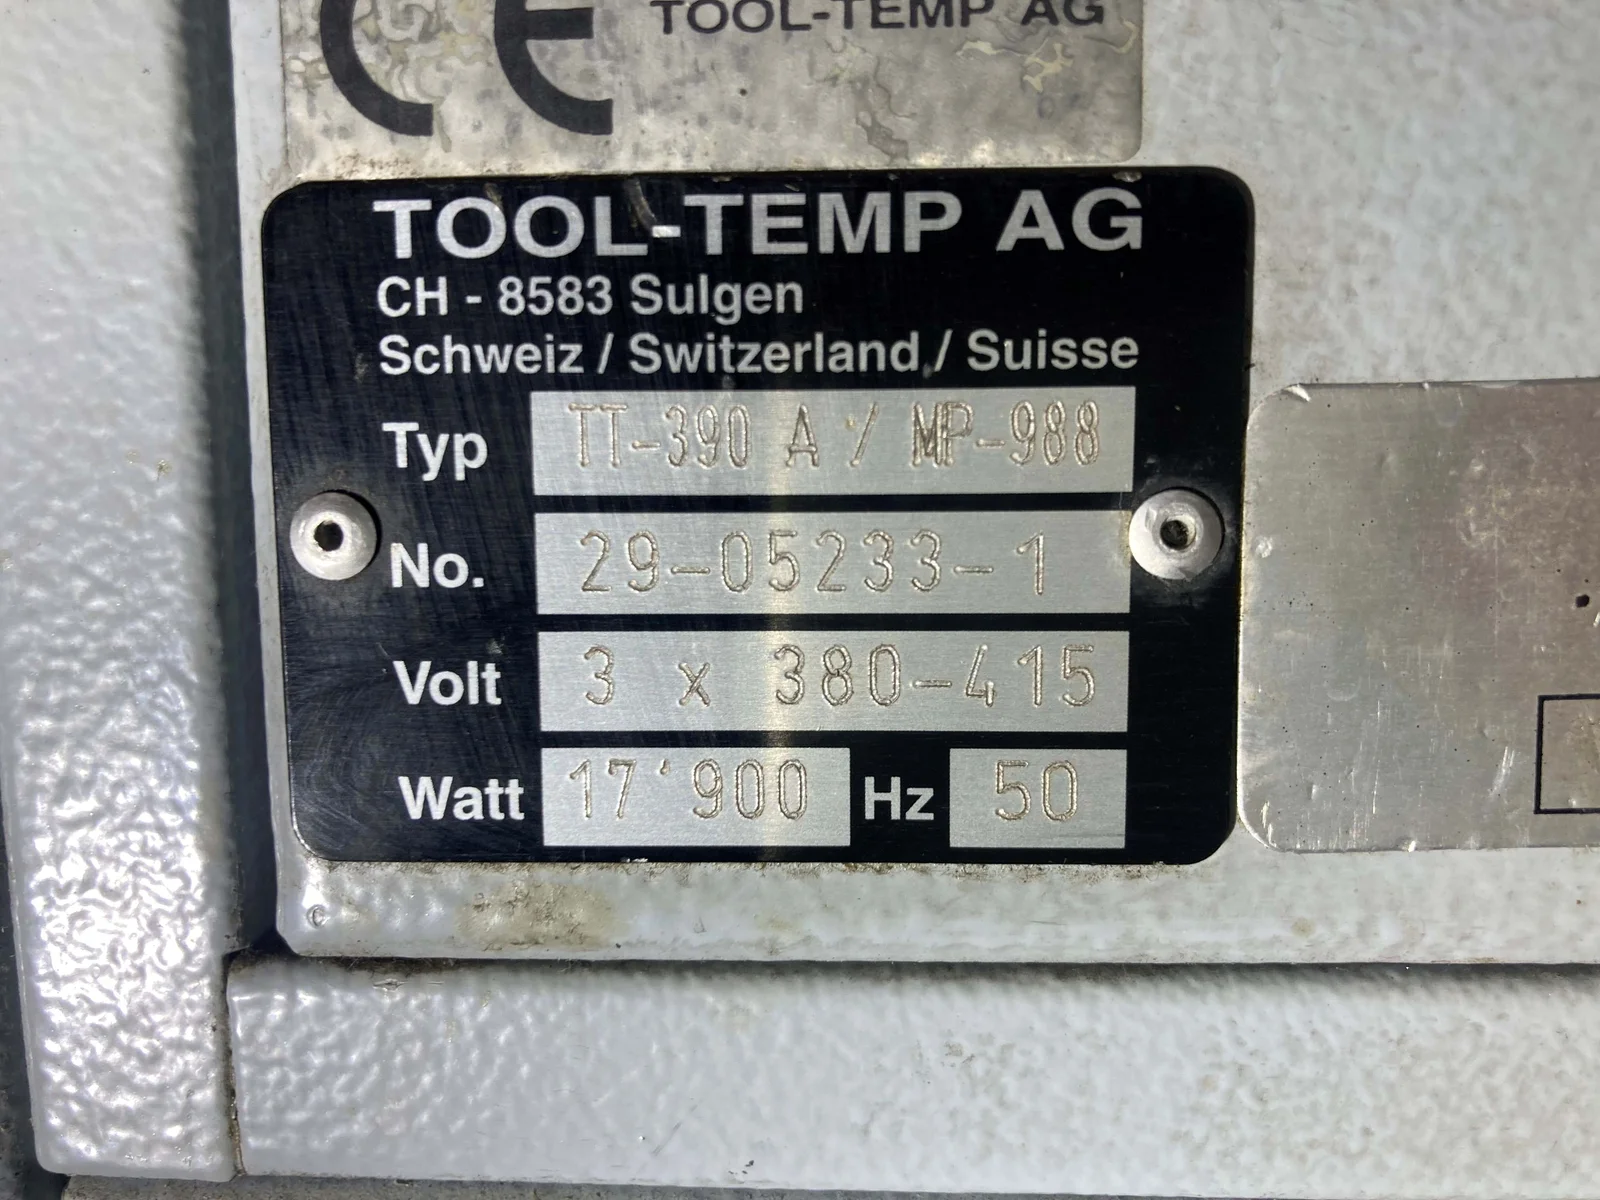 CE TOOL-TEMP AG
TOOL-TEMP AG
CH - 8583 Sulgen
Schweiz / Switzerland / Suisse
Typ TT-390 A / MP-988
No. 29-05233-1
Volt 3 x 380-415
Watt 17'900 Hz 50